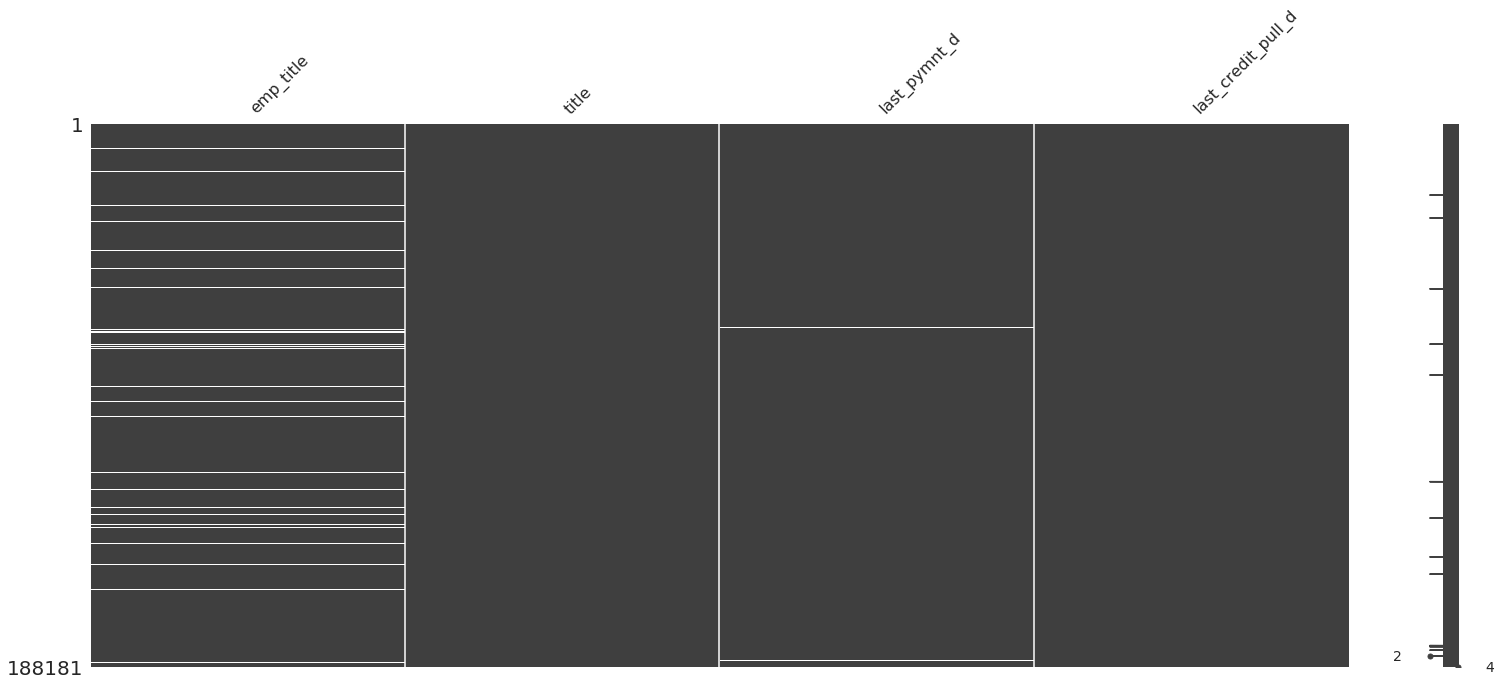 emp_title
title
last_pymnt_d
last_credit_pull_d
1
188181
2
4